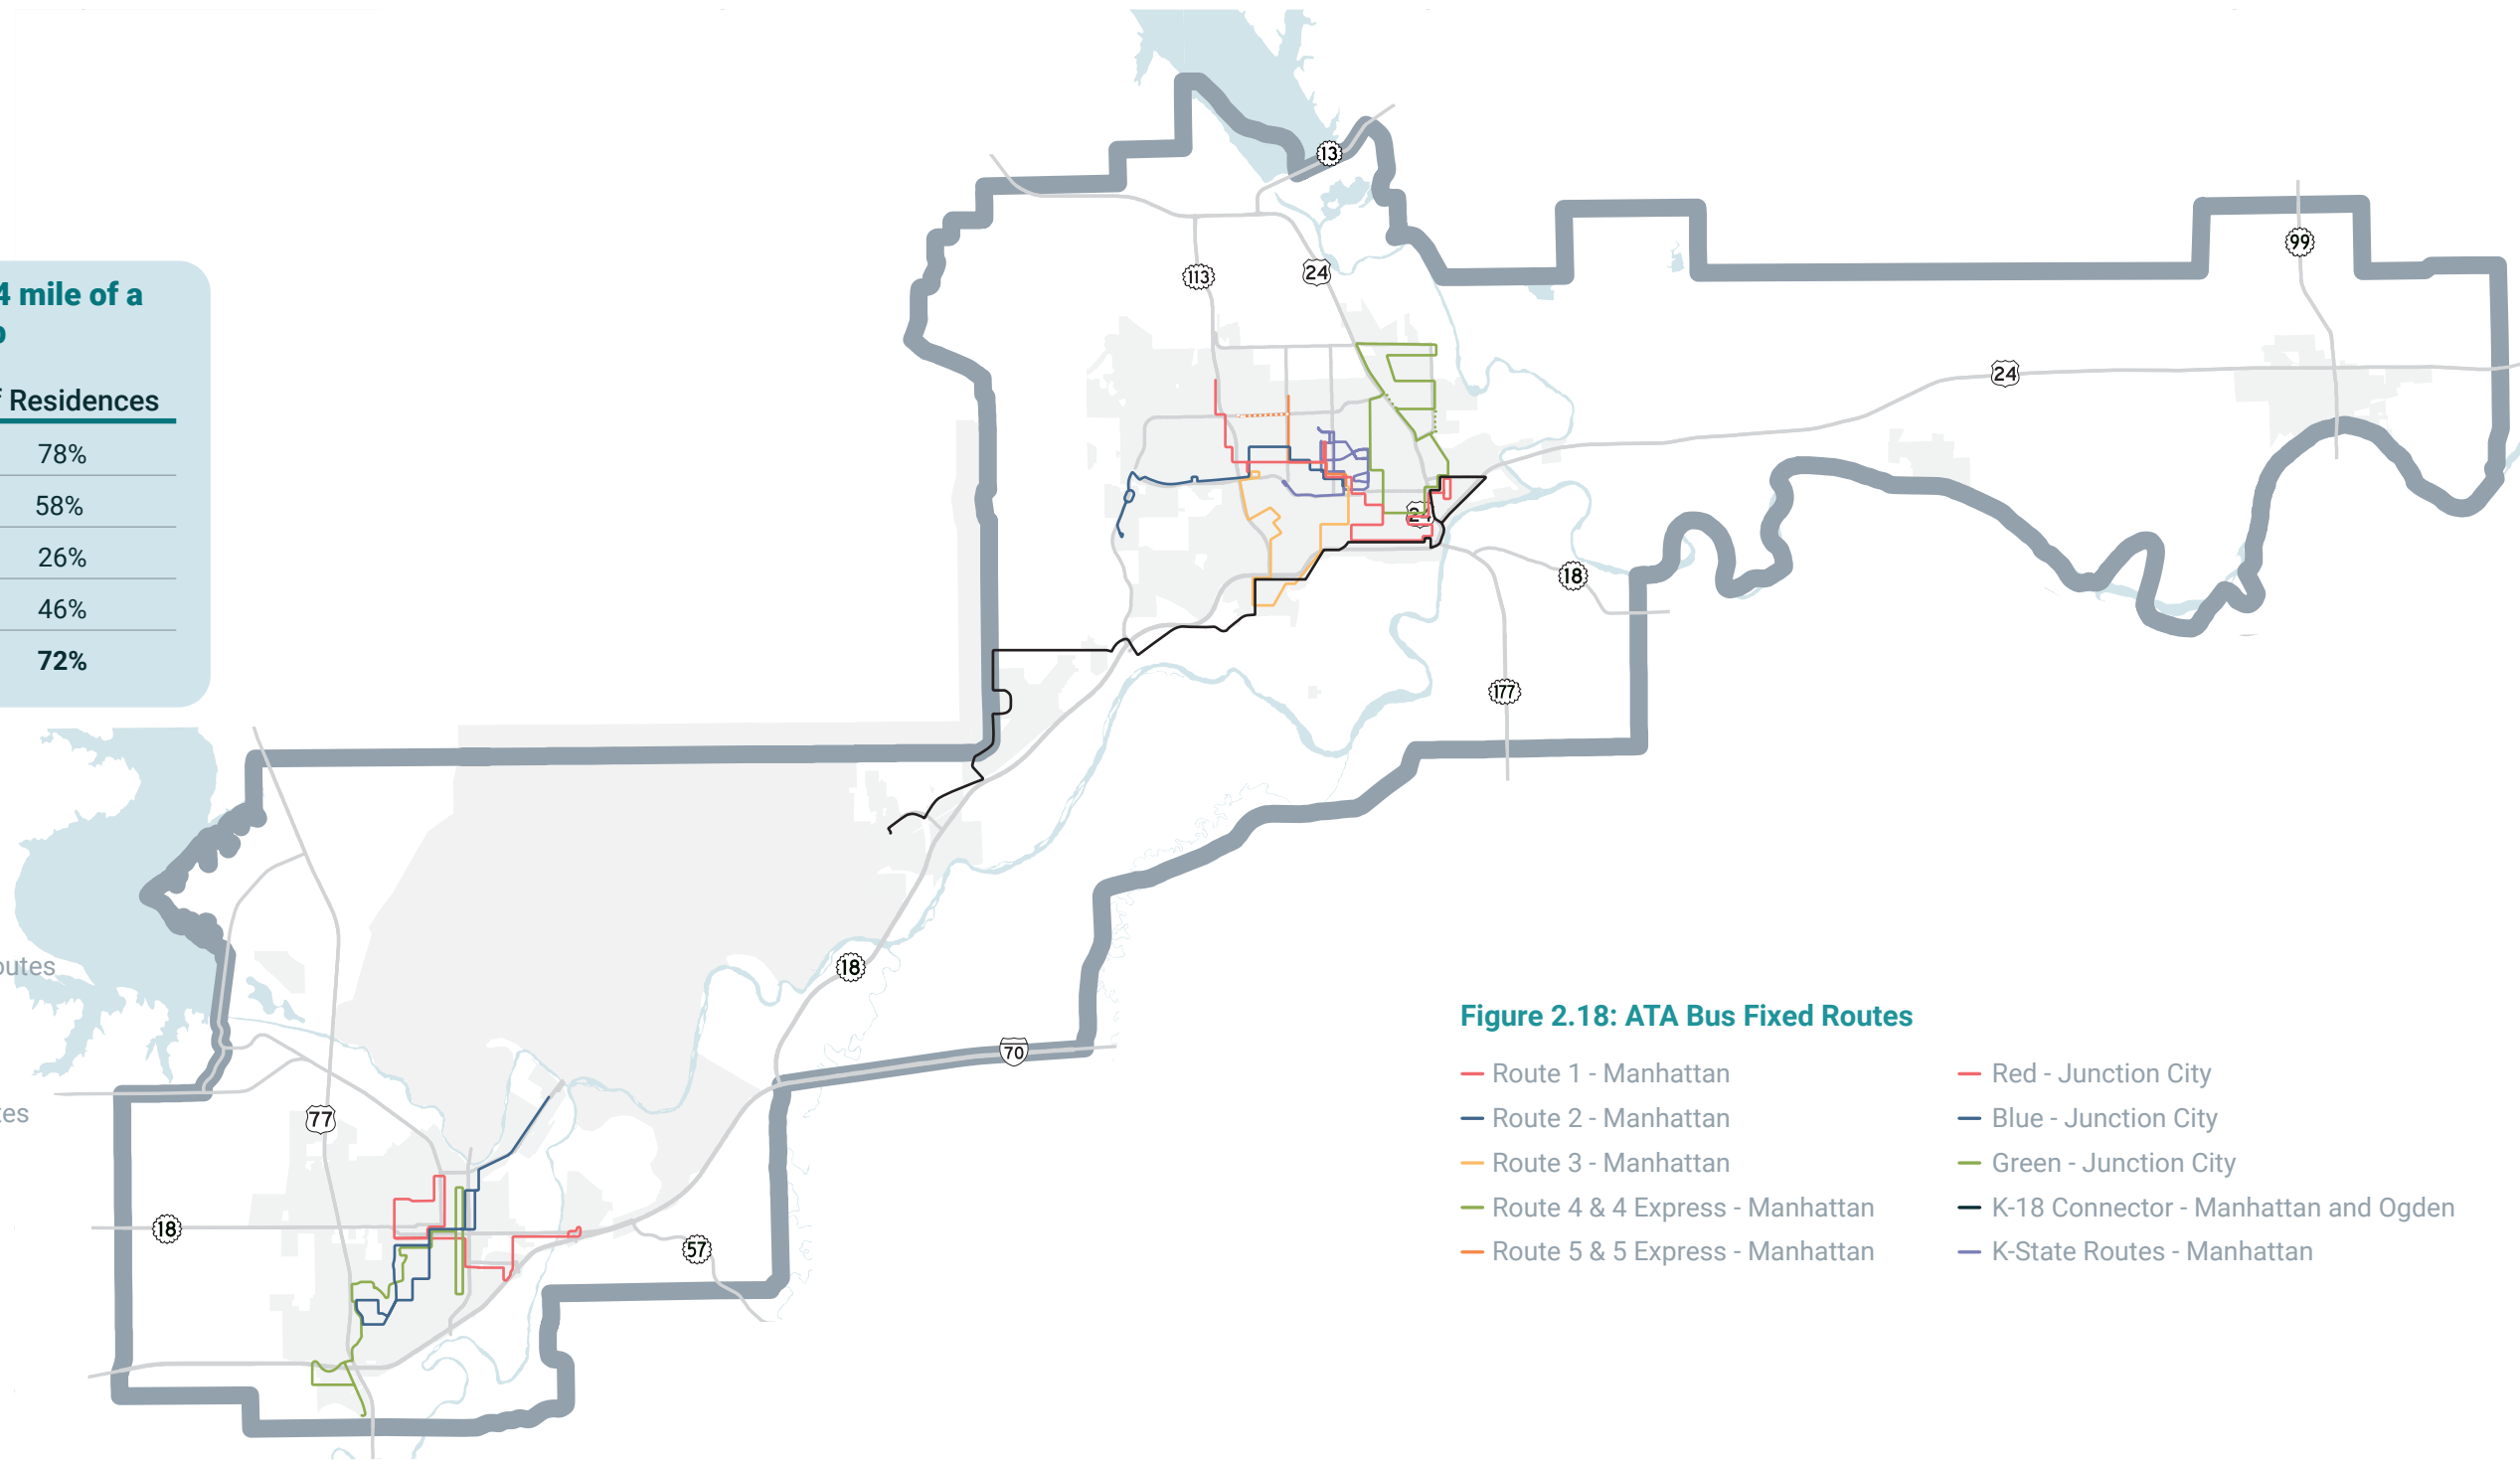 4 mile of a
Residences
78%
58%
26%
46%
72%
outes
tes
13
99
113
24
24
24
18
177
18
70
77
18
57
Figure 2.18: ATA Bus Fixed Routes
Route 1 - Manhattan
Route 2 - Manhattan
Route 3 - Manhattan
Route 4 & 4 Express - Manhattan
Route 5 & 5 Express - Manhattan
Red - Junction City
Blue - Junction City
Green - Junction City
K-18 Connector - Manhattan and Ogden
K-State Routes - Manhattan